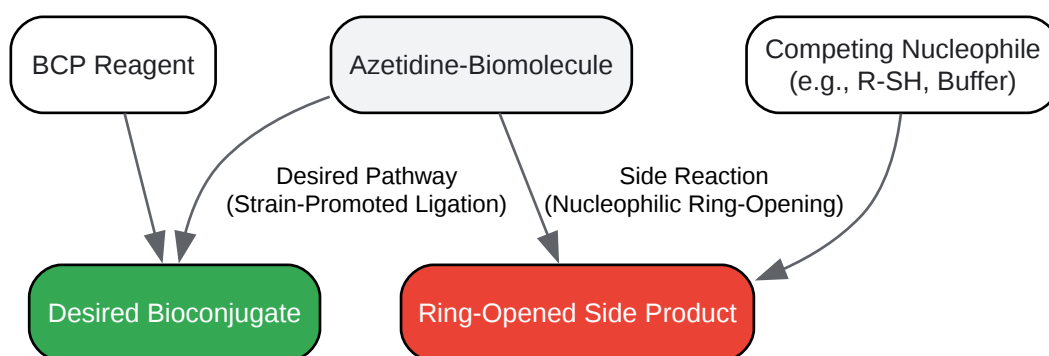 BCP Reagent
Azetidine-Biomolecule
Competing Nucleophile
(e.g., R-SH, Buffer)
Desired Pathway
(Strain-Promoted Ligation)
Side Reaction
(Nucleophilic Ring-Opening)
Desired Bioconjugate
Ring-Opened Side Product